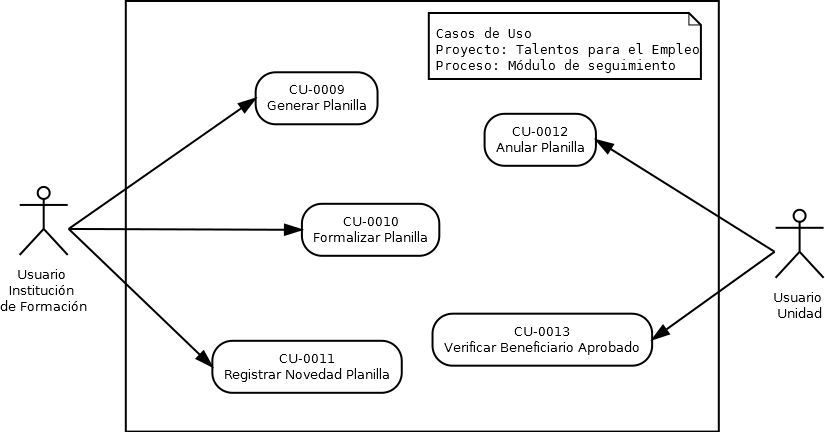 Casos de Uso
Proyecto: Talentos para el Empleo
Proceso: Módulo de seguimiento
CU-0009
Generar Planilla
CU-0012
Anular Planilla
CU-0010
Formalizar Planilla
Usuario
Institución
de Formación
Usuario
Unidad
CU-0013
Verificar Beneficiario Aprobado
CU-0011
Registrar Novedad Planilla